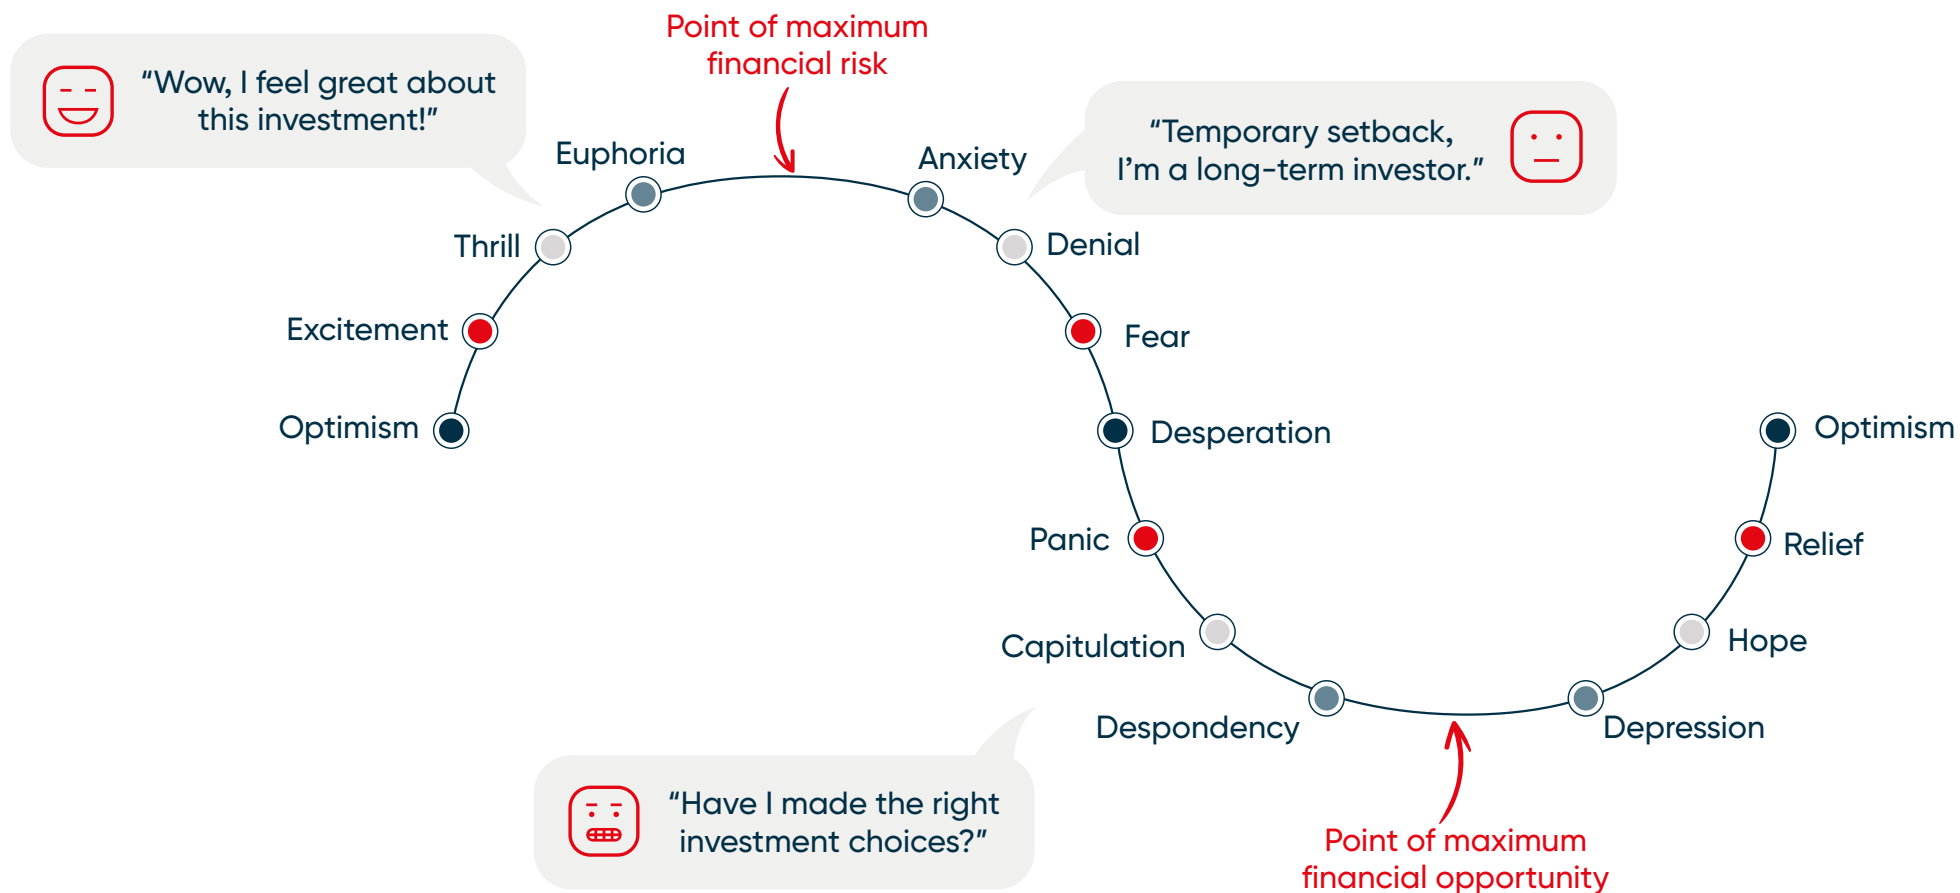 Point of maximum
financial risk
“Wow, I feel great about
this investment!”
“Temporary setback,
I’m a long-term investor.”
Euphoria
Anxiety
Thrill
Denial
Excitement
Fear
Optimism
Desperation
Optimism
Panic
Relief
Capitulation
Hope
Despondency
Depression
“Have I made the right
investment choices?”
Point of maximum
financial opportunity